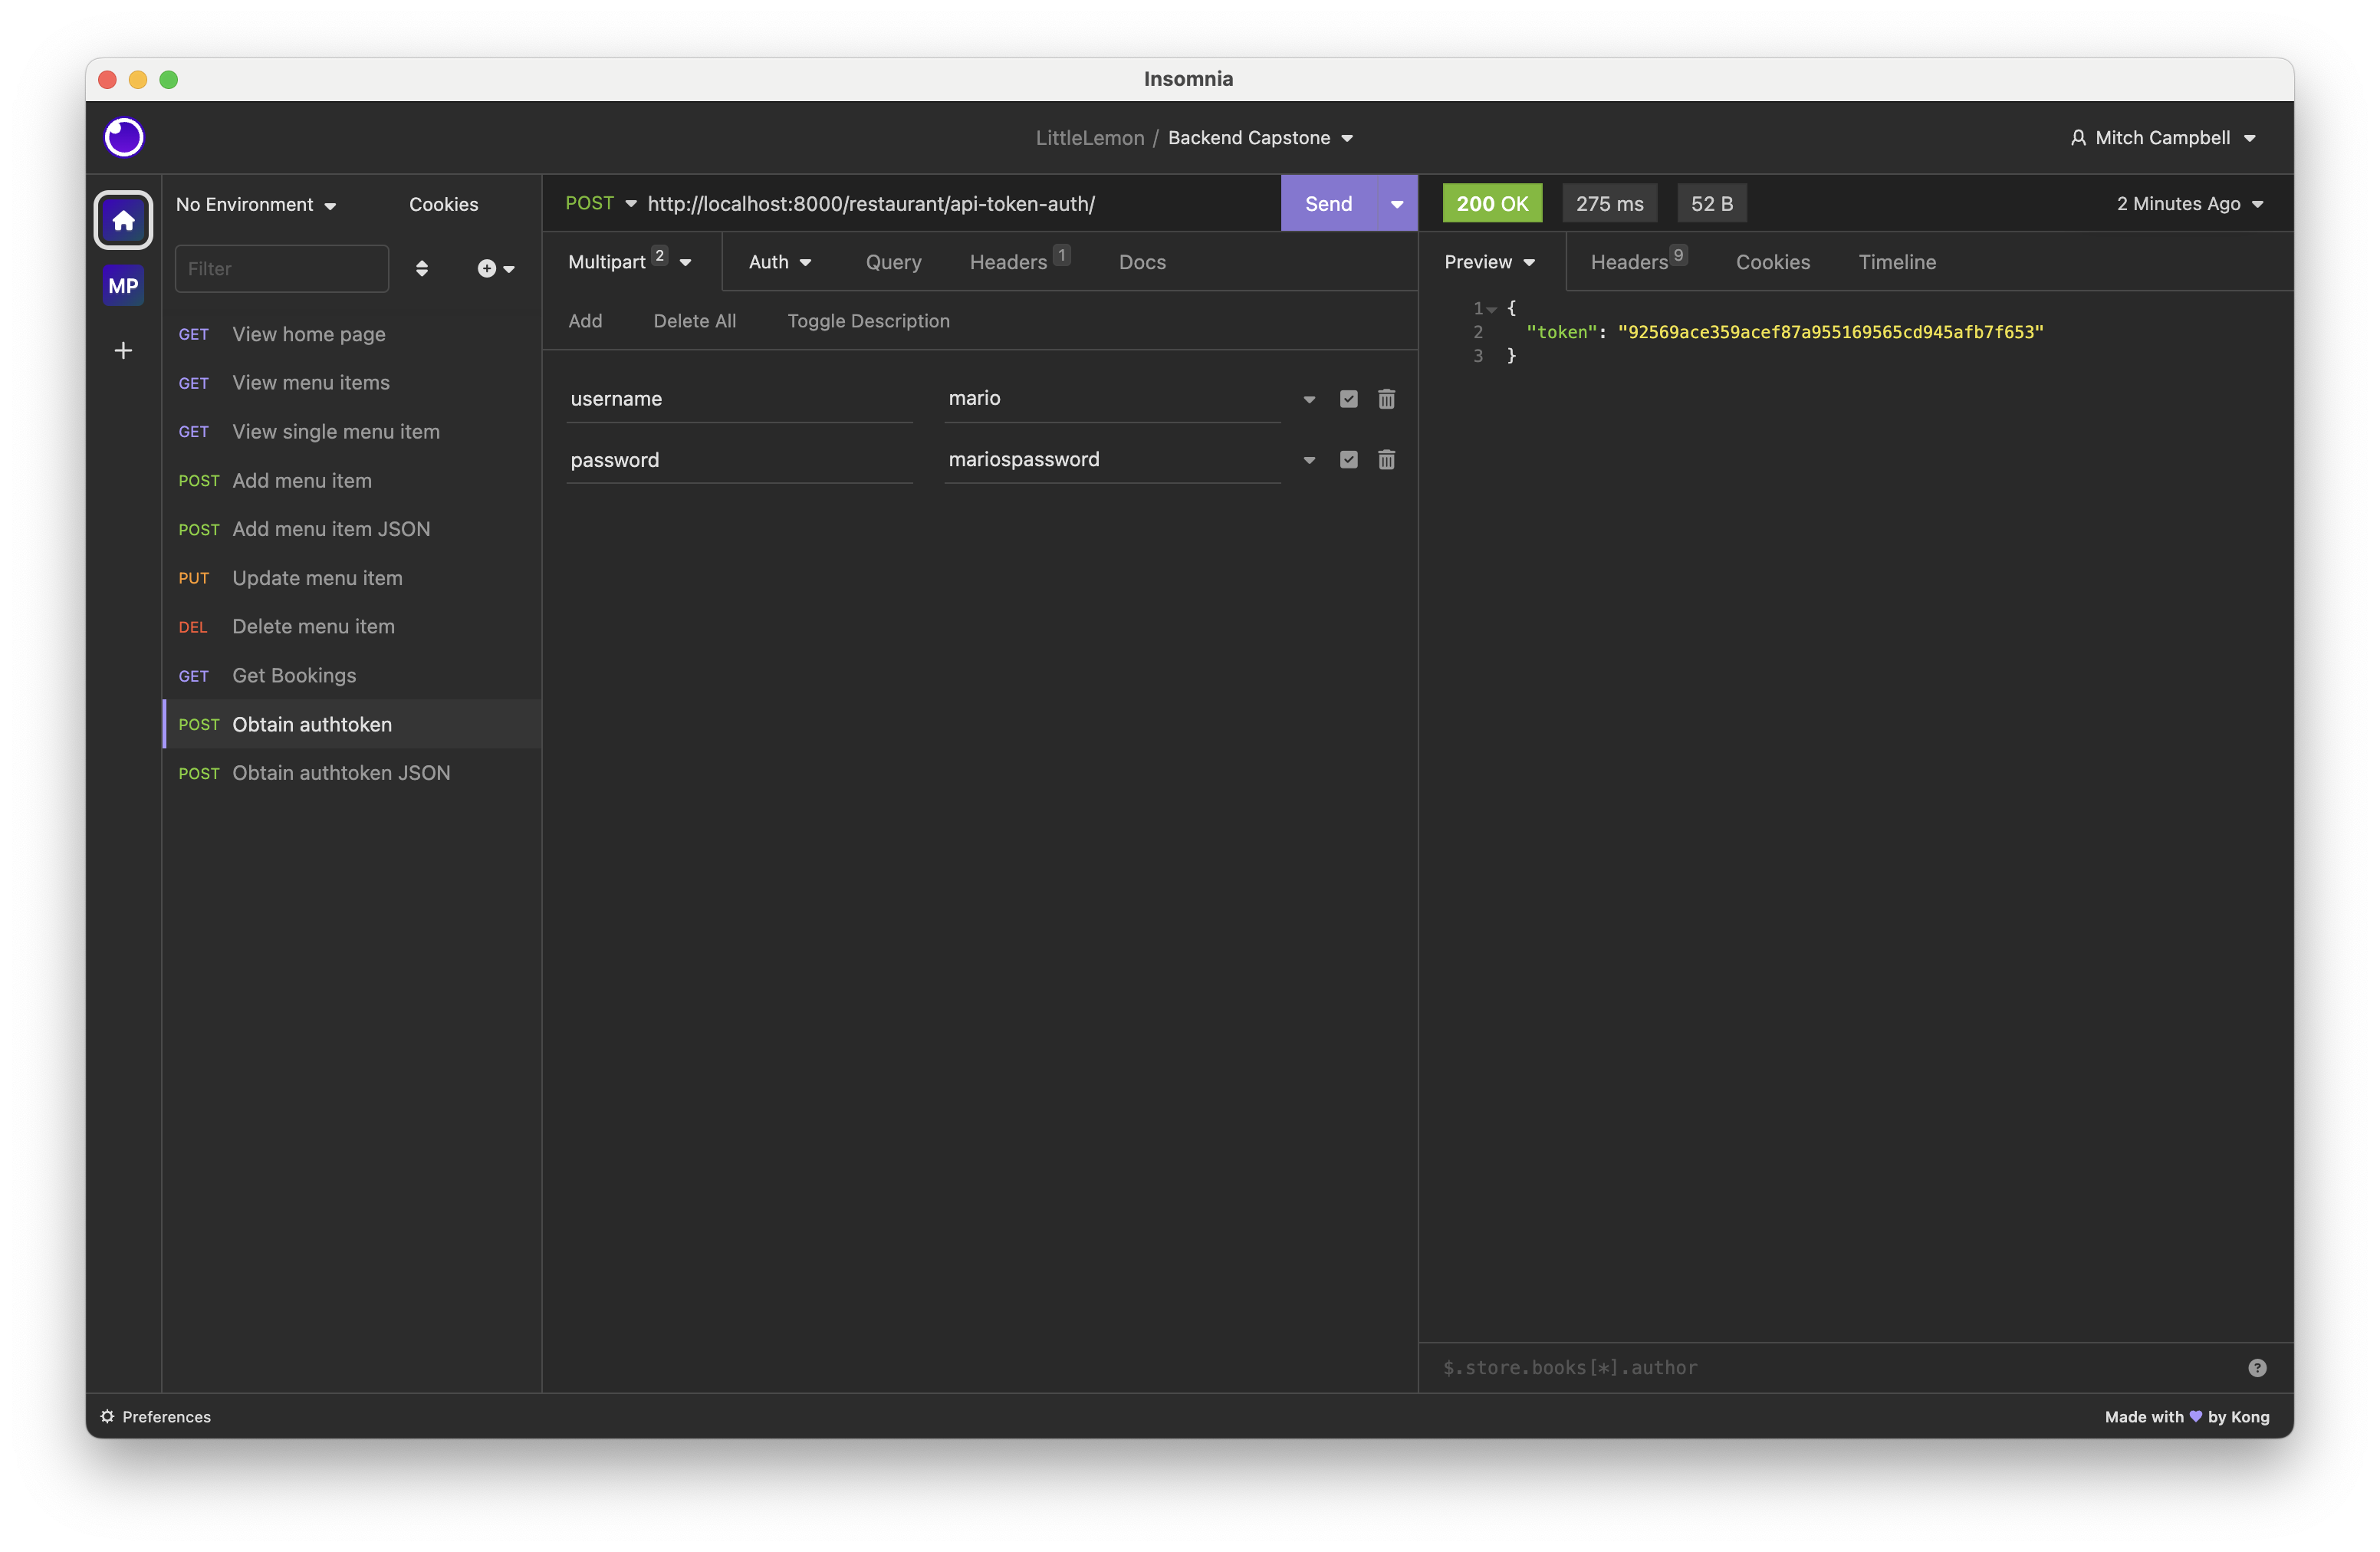 Insomnia
LittleLemon / Backend Capstone
Mitch Campbell
No Environment
Cookies
POST
http://localhost:8000/restaurant/api-token-auth/
Send
200 OK
275 ms
52 B
2 Minutes Ago
MP
Filter
GET View home page
GET View menu items
GET View single menu item
POST Add menu item
POST Add menu item JSON
PUT Update menu item
DEL Delete menu item
GET Get Bookings
POST Obtain authtoken
POST Obtain authtoken JSON
Multipart 2
Auth
Query
Headers 1
Docs
Add
Delete All
Toggle Description
username
mario
password
mariospassword
Preview
Headers 9
Cookies
Timeline
1 {
2 "token": "92569ace359acef87a955169565cd945afb7f653"
3 }
$.store.books[*].author
?
Preferences
Made with by Kong